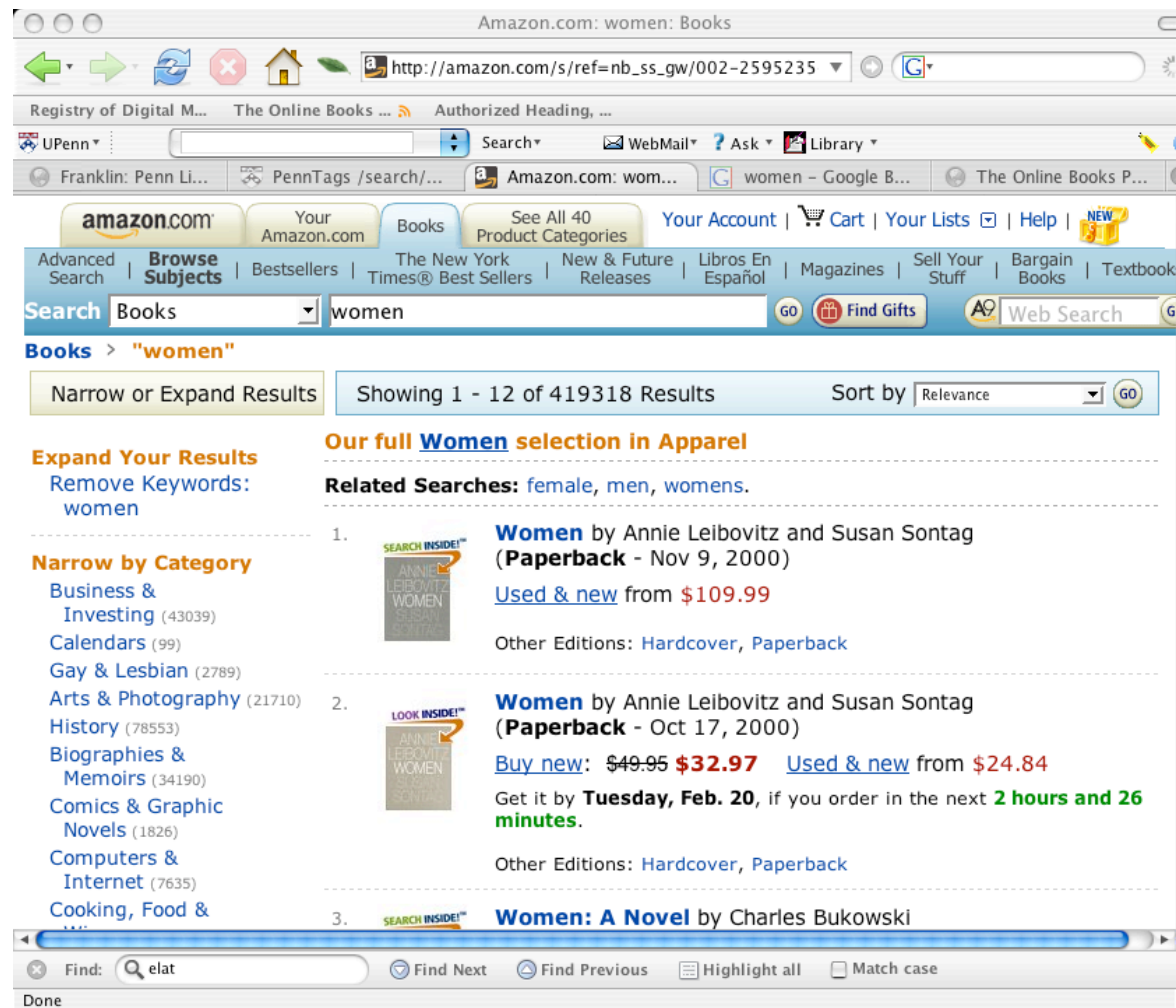 Amazon.com: women: Books
http://amazon.com/s/ref=nb_ss_gw/002-2595235
G
Registry of Digital M... The Online Books ... Authorized Heading, ...
UPenn Search WebMail ? Ask Library
Franklin: Penn Li... PennTags /search/... Amazon.com: wom... G women – Google B... The Online Books P...
amazon.com Your Amazon.com Books See All 40 Product Categories Your Account | Cart | Your Lists | Help | NEW
Advanced Search | Browse Subjects | Bestsellers | The New York Times® Best Sellers | New & Future Releases | Libros En Español | Magazines | Sell Your Stuff | Bargain Books | Textbook
Search Books women GO Find Gifts A9 Web Search G
Books > "women"
Narrow or Expand Results
Showing 1 - 12 of 419318 Results Sort by Relevance GO
Expand Your Results
Remove Keywords:
women
Narrow by Category
Business &
Investing (43039)
Calendars (99)
Gay & Lesbian (2789)
Arts & Photography (21710)
History (78553)
Biographies &
Memoirs (34190)
Comics & Graphic
Novels (1826)
Computers &
Internet (7635)
Cooking, Food &
Our full Women selection in Apparel
Related Searches: female, men, womens.
1.
SEARCH INSIDE!™
ANNIE
LEIBOVITZ
WOMEN
SUSAN
SONTAG
Women by Annie Leibovitz and Susan Sontag
(Paperback - Nov 9, 2000)
Used & new from $109.99
Other Editions: Hardcover, Paperback
2.
LOOK INSIDE!™
ANNIE
LEIBOVITZ
WOMEN
SUSAN
SONTAG
Women by Annie Leibovitz and Susan Sontag
(Paperback - Oct 17, 2000)
Buy new: $49.95 $32.97 Used & new from $24.84
Get it by Tuesday, Feb. 20, if you order in the next 2 hours and 26
minutes.
Other Editions: Hardcover, Paperback
3.
SEARCH INSIDE!™
Women: A Novel by Charles Bukowski
Find: elat Find Next Find Previous Highlight all Match case
Done